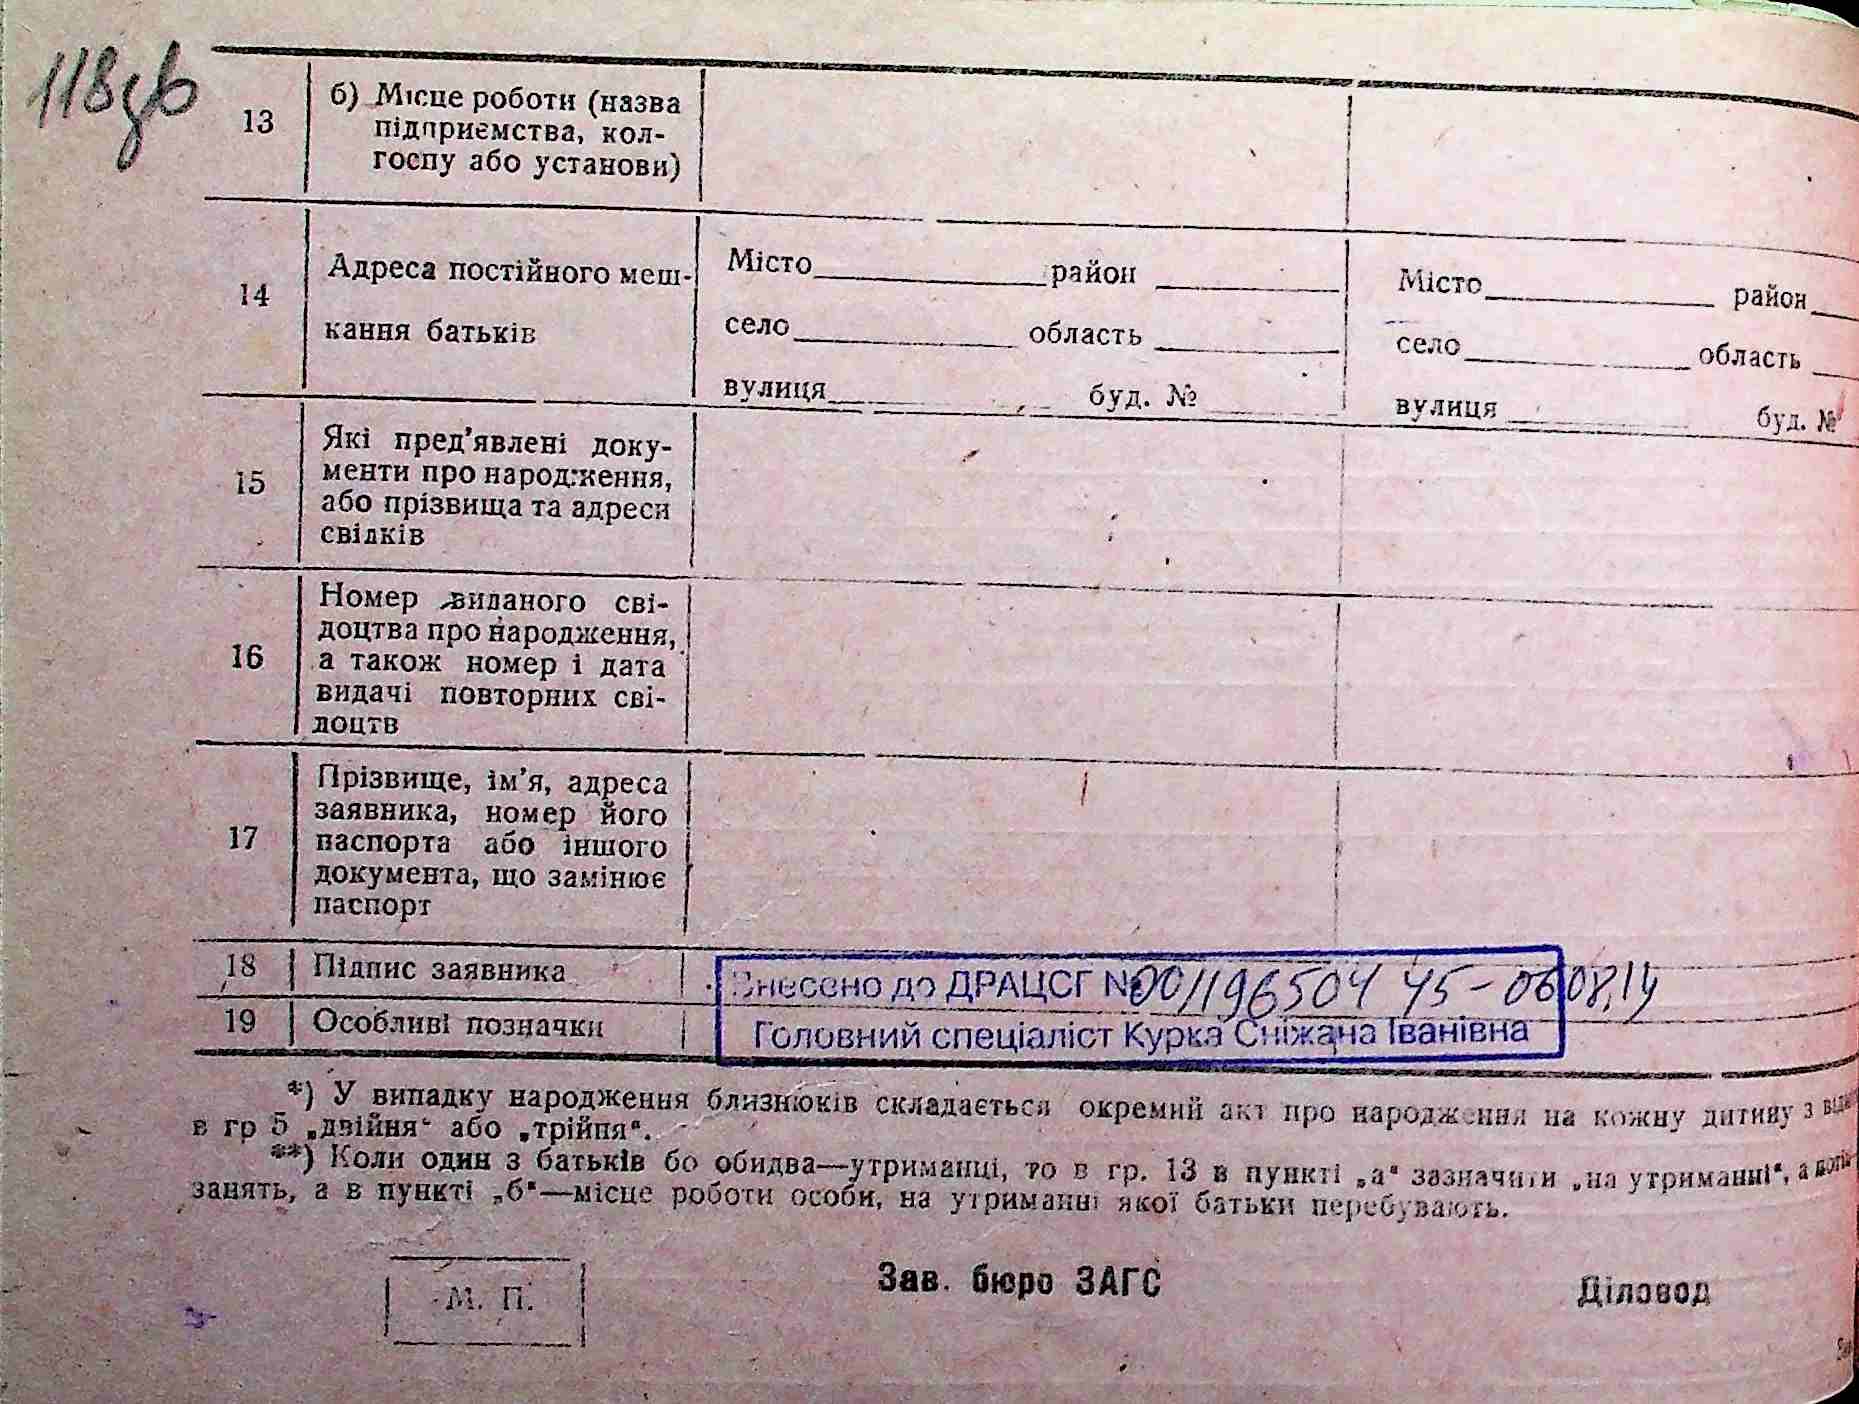 118зв
13
б) Місце роботи (назва
підприємства, кол-
госпу або установи)
14
Адреса постійного меш-
кання батьків
Місто район
село область
вулиця буд. №
Місто район
село область
вулиця буд. №
15
Які пред'явлені доку-
менти про народження,
або прізвища та адреси
свідків
16
Номер виданого сві-
доцтва про народження,
а також номер і дата
видачі повторних сві-
доцтв
17
Прізвище, ім'я, адреса
заявника, номер його
паспорта або іншого
документа, що замінює
паспорт
18 Підпис заявника
19 Особливі позначки
Внесено до ДРАЦСГ № 001196504 45-06.08.14
Головний спеціаліст Курка Сніжана Іванівна
*) У випадку народження близнюків складається окремий акт про народження на кожну дитину з
в гр 5 „двійня“ або „трійня“.
**) Коли один з батьків бо обидва—утриманці, то в гр. 13 в пункті „а“ зазначити „на утриманні“, а
занять, а в пункті „б“—місце роботи особи, на утриманні якої батьки перебувають.
М. П.
Зав. бюро ЗАГС
Діловод